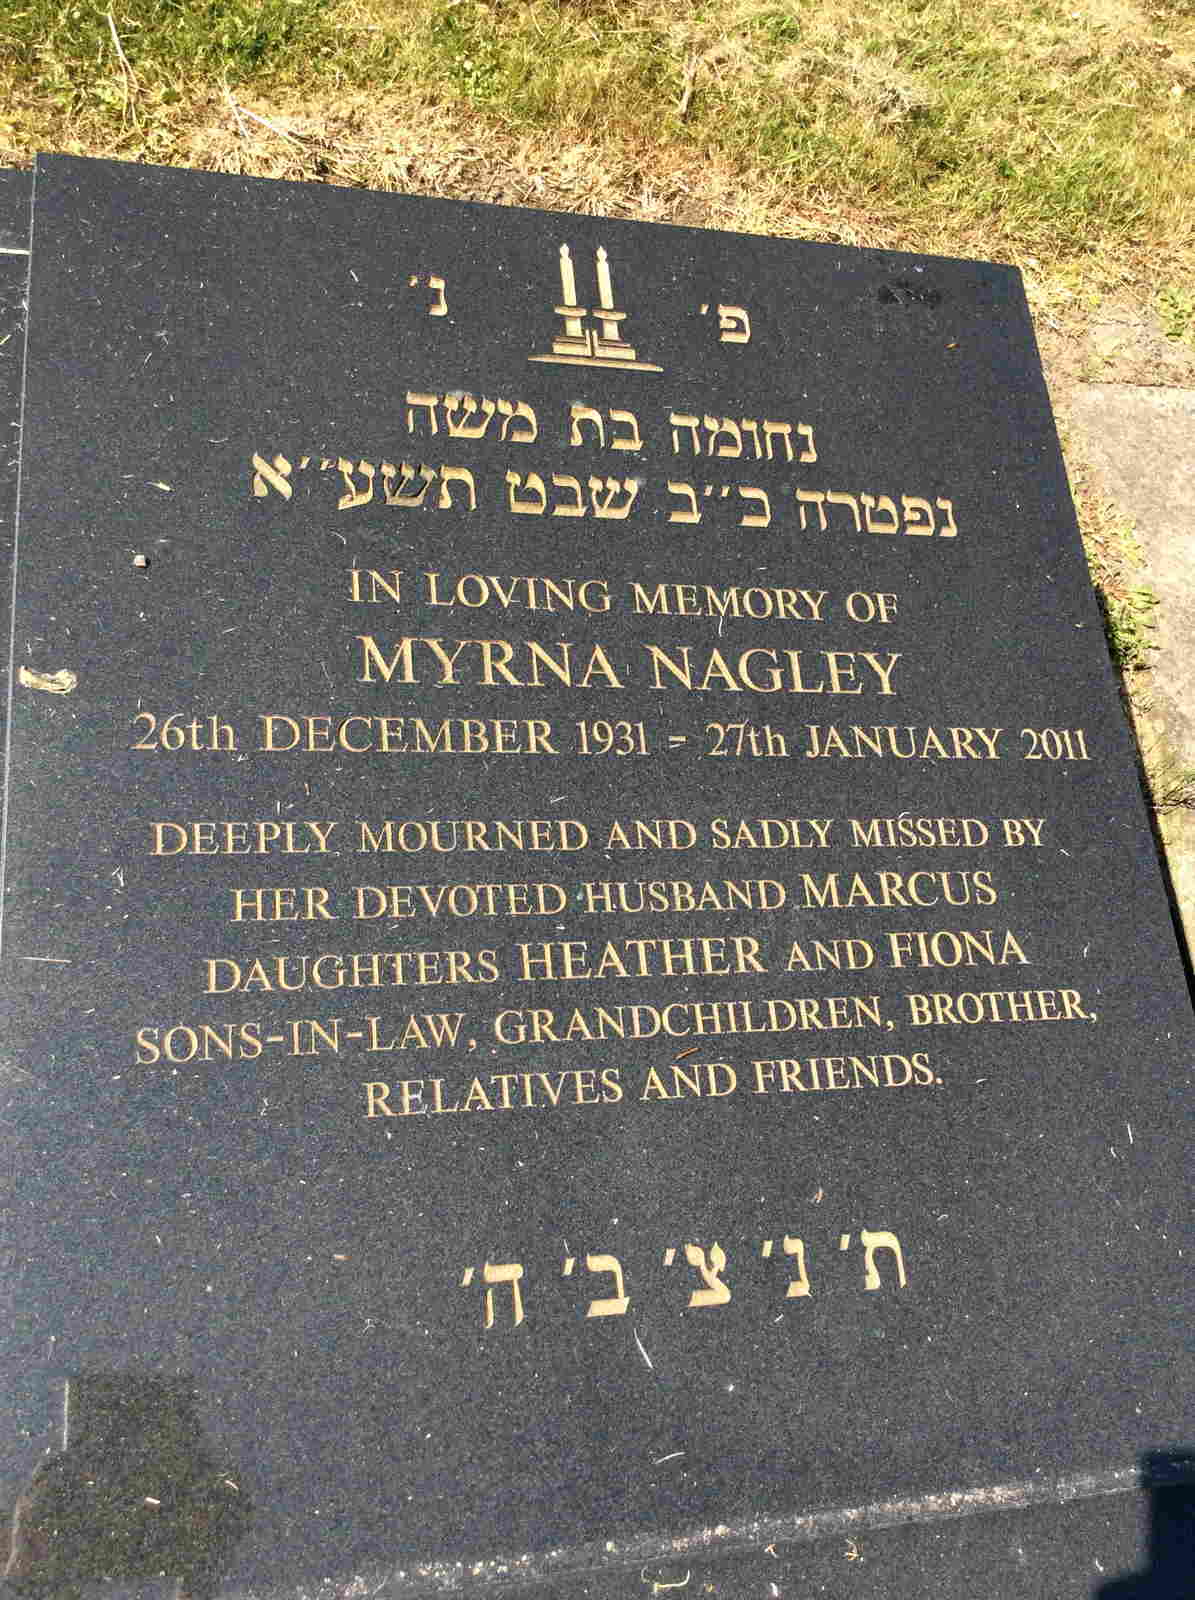 פ׳ נ׳
נחומה בת משה
נפטרה כ״ב שבט תשע״א
IN LOVING MEMORY OF
MYRNA NAGLEY
26th DECEMBER 1931 - 27th JANUARY 2011
DEEPLY MOURNED AND SADLY MISSED BY
HER DEVOTED HUSBAND MARCUS
DAUGHTERS HEATHER AND FIONA
SONS-IN-LAW, GRANDCHILDREN, BROTHER,
RELATIVES AND FRIENDS.
ת׳ נ׳ צ׳ ב׳ ה׳